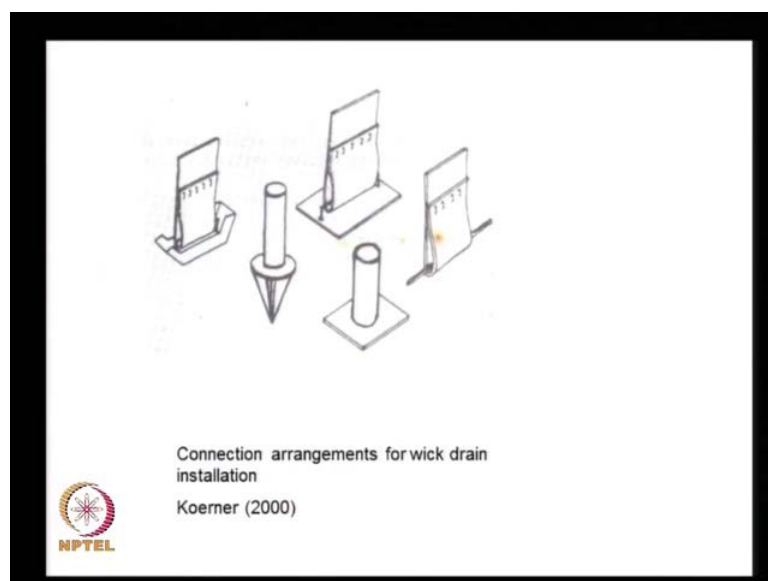 Connection arrangements for wick drain
installation
Koerner (2000)
NPTEL